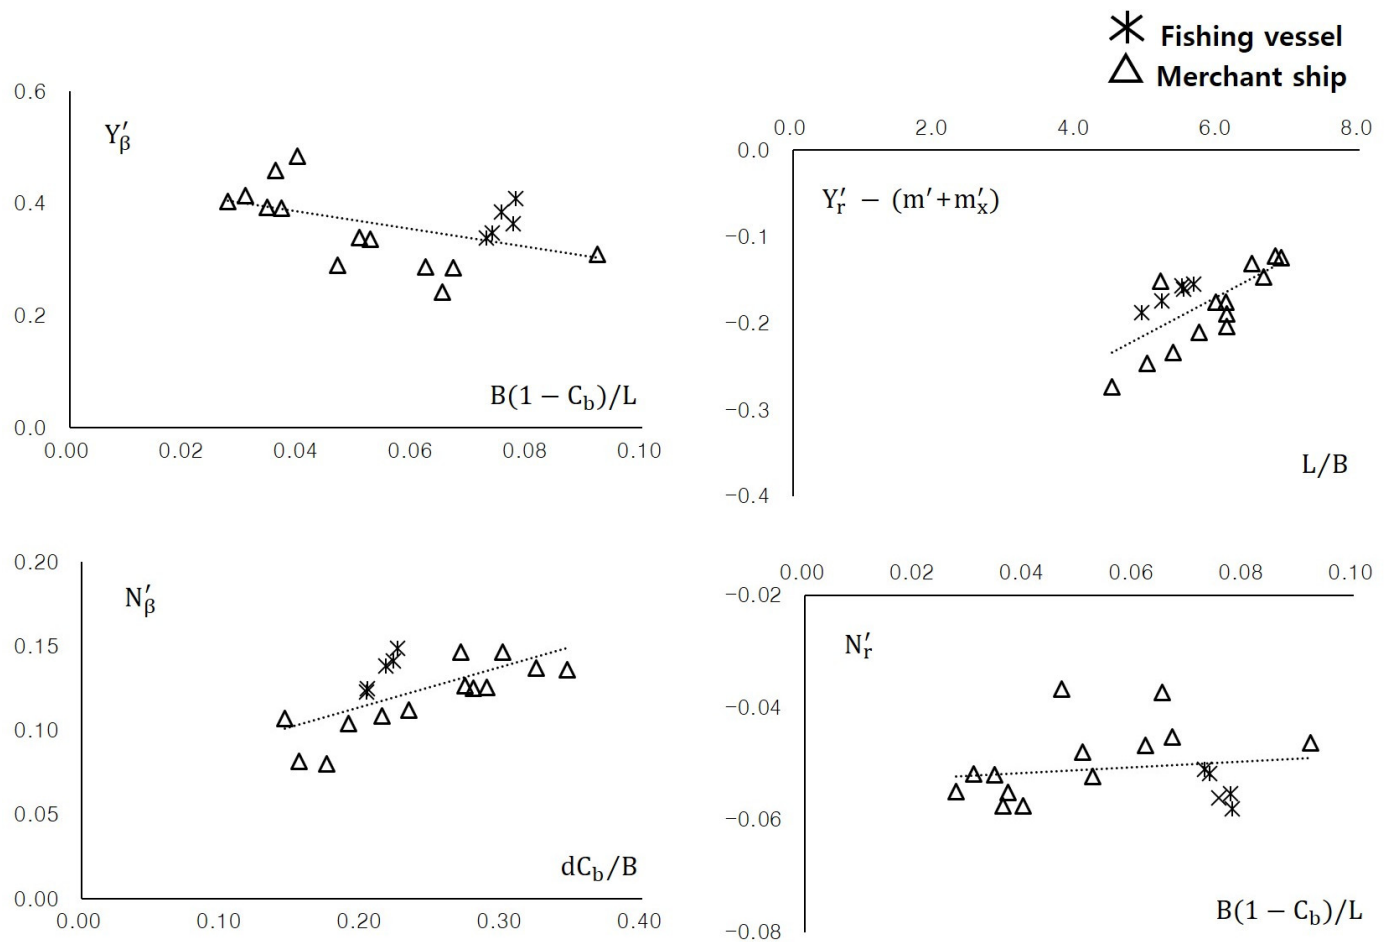 Fishing vessel
Merchant ship
0.6
Y′β
0.4
0.2
0.0
B(1 − Cb)/L
0.00 0.02 0.04 0.06 0.08 0.10
0.0 2.0 4.0 6.0 8.0
0.0
Y′r − (m′+m′x)
−0.1
−0.2
−0.3
L/B
−0.4
0.20
N′β
0.15
0.10
0.05
dCb/B
0.00
0.00 0.10 0.20 0.30 0.40
0.00 0.02 0.04 0.06 0.08 0.10
−0.02
N′r
−0.04
−0.06
B(1 − Cb)/L
−0.08